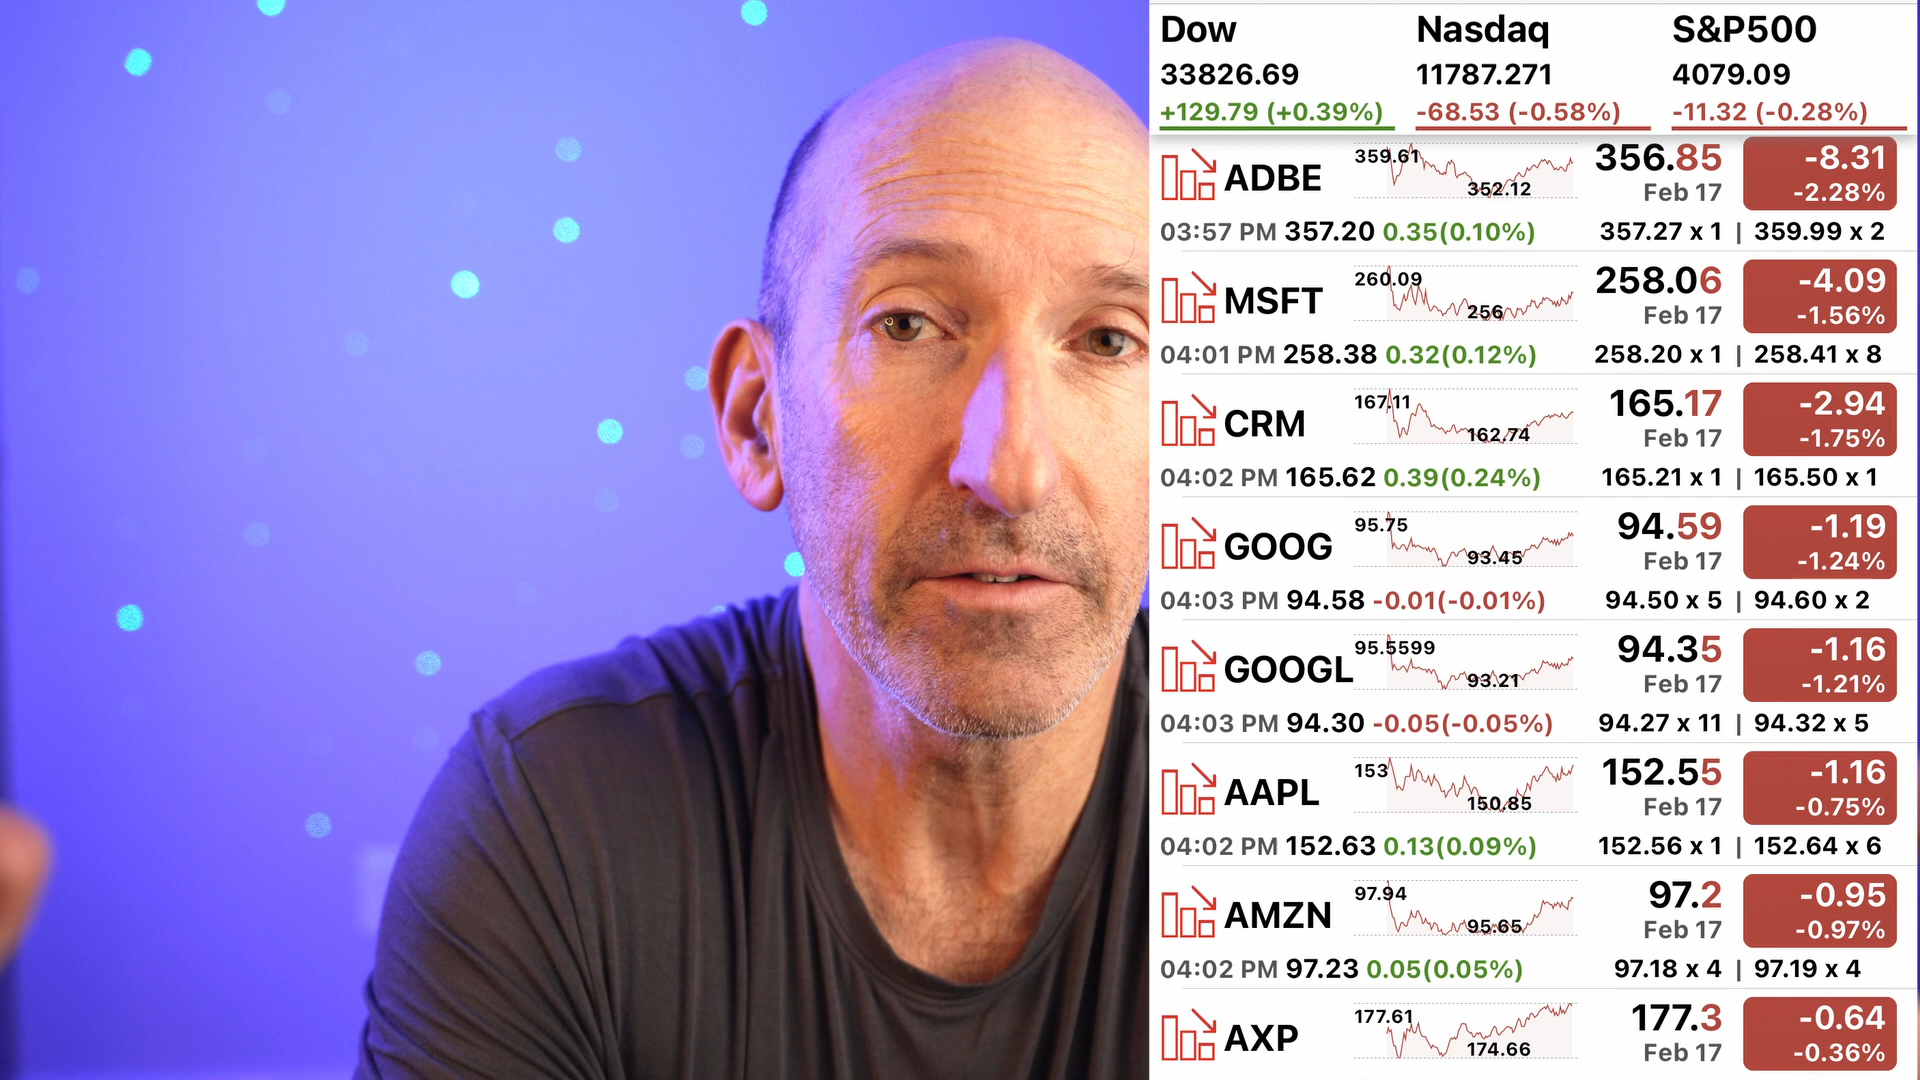 Dow Nasdaq S&P500
33826.69 11787.271 4079.09
+129.79 (+0.39%) -68.53 (-0.58%) -11.32 (-0.28%)
ADBE 359.61 352.12 356.85 -8.31
Feb 17 -2.28%
03:57 PM 357.20 0.35(0.10%) 357.27 x 1 | 359.99 x 2
MSFT 260.09 256 258.06 -4.09
Feb 17 -1.56%
04:01 PM 258.38 0.32(0.12%) 258.20 x 1 | 258.41 x 8
CRM 167.11 162.74 165.17 -2.94
Feb 17 -1.75%
04:02 PM 165.62 0.39(0.24%) 165.21 x 1 | 165.50 x 1
GOOG 95.75 93.45 94.59 -1.19
Feb 17 -1.24%
04:03 PM 94.58 -0.01(-0.01%) 94.50 x 5 | 94.60 x 2
GOOGL 95.5599 93.21 94.35 -1.16
Feb 17 -1.21%
04:03 PM 94.30 -0.05(-0.05%) 94.27 x 11 | 94.32 x 5
AAPL 153 150.85 152.55 -1.16
Feb 17 -0.75%
04:02 PM 152.63 0.13(0.09%) 152.56 x 1 | 152.64 x 6
AMZN 97.94 95.65 97.2 -0.95
Feb 17 -0.97%
04:02 PM 97.23 0.05(0.05%) 97.18 x 4 | 97.19 x 4
AXP 177.61 174.66 177.3 -0.64
Feb 17 -0.36%